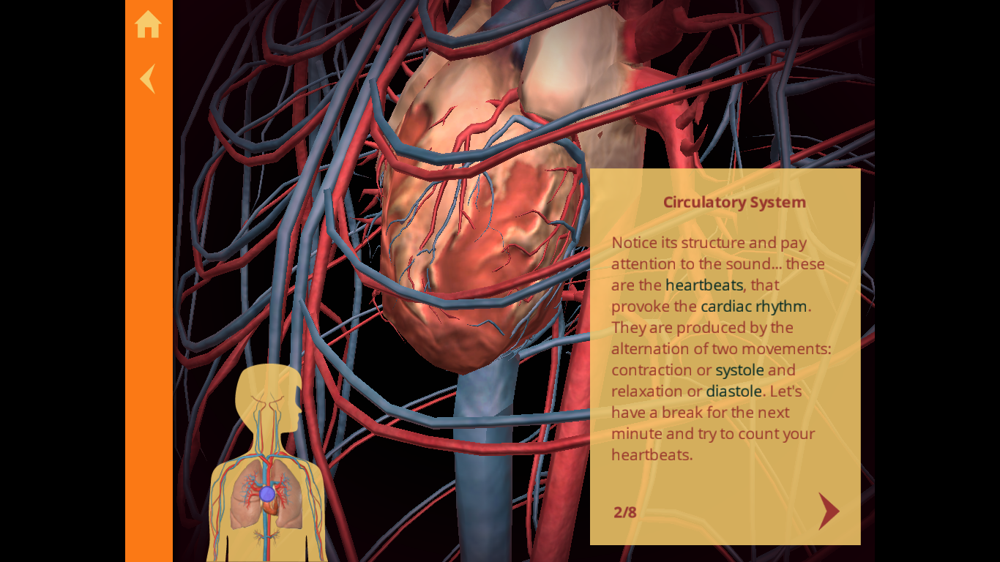 Circulatory System
Notice its structure and pay
attention to the sound... these
are the heartbeats, that
provoke the cardiac rhythm.
They are produced by the
alternation of two movements:
contraction or systole and
relaxation or diastole. Let's
have a break for the next
minute and try to count your
heartbeats.
2/8